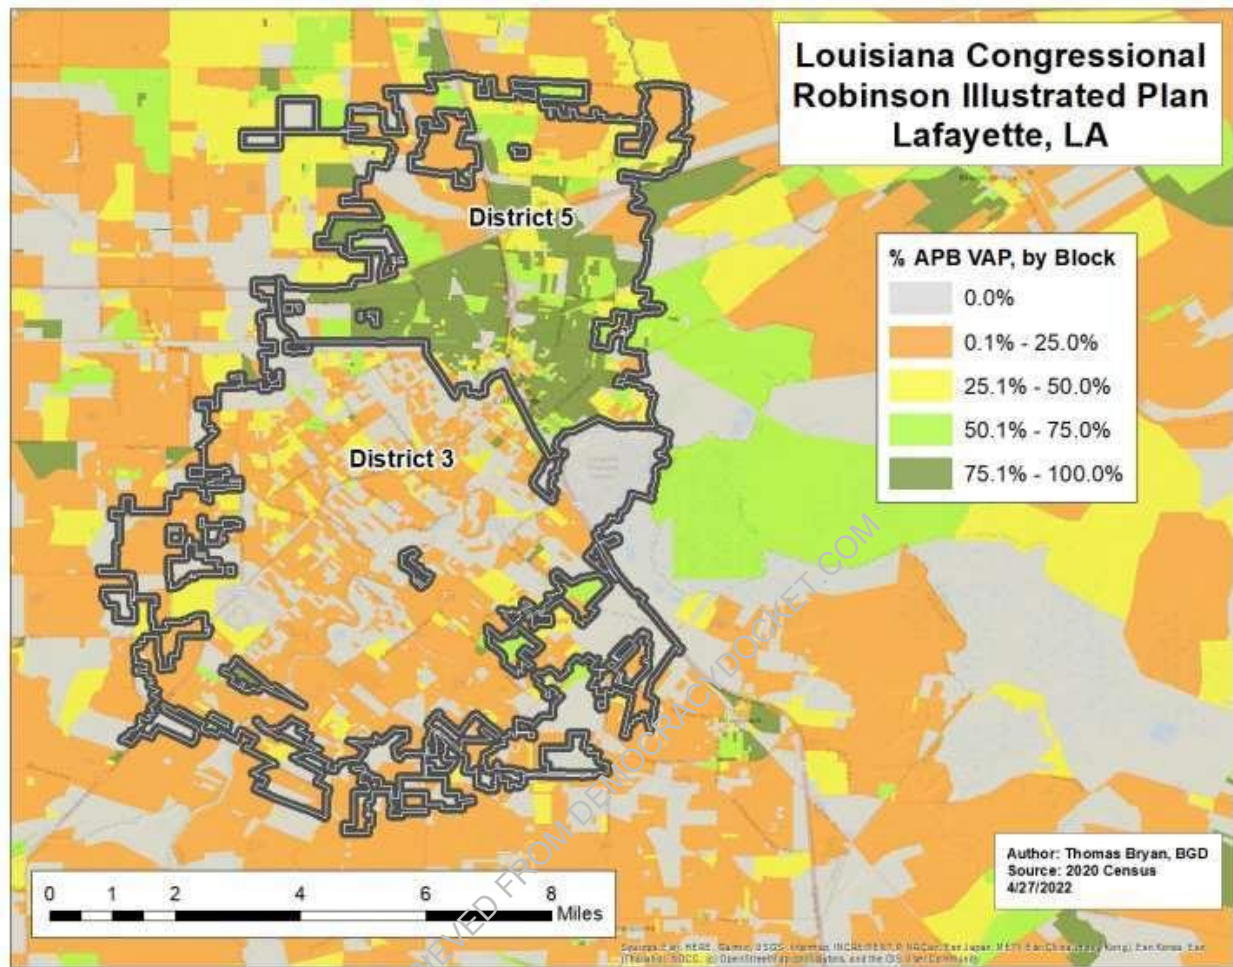 Louisiana Congressional
Robinson Illustrated Plan
Lafayette, LA
District 5
% APB VAP, by Block
0.0%
0.1% - 25.0%
25.1% - 50.0%
50.1% - 75.0%
75.1% - 100.0%
District 3
RETRIEVED FROM DEMOCRACYDOCKET.COM
Author: Thomas Bryan, BGD
Source: 2020 Census
4/27/2022
0 1 2 4 6 8
Miles